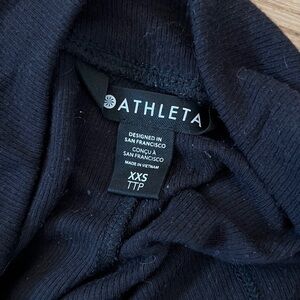 ATHLETA
DESIGNED IN
SAN FRANCISCO
CONÇU À
SAN FRANCISCO
MADE IN VIETNAM
XXS
TTP